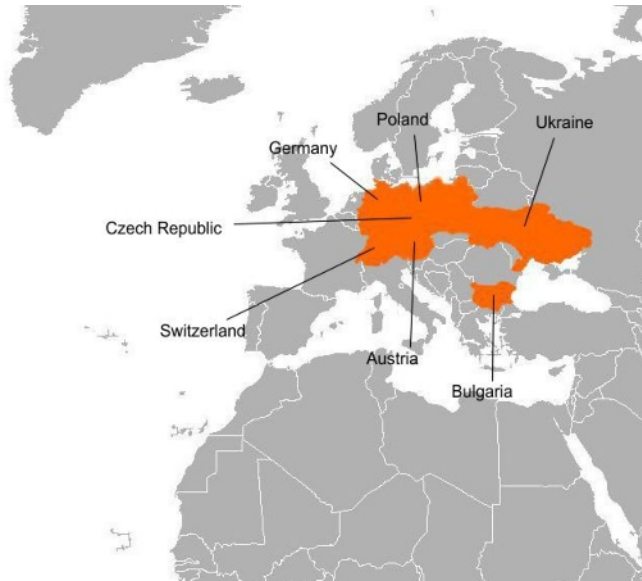 Poland
Ukraine
Germany
Czech Republic
Switzerland
Austria
Bulgaria